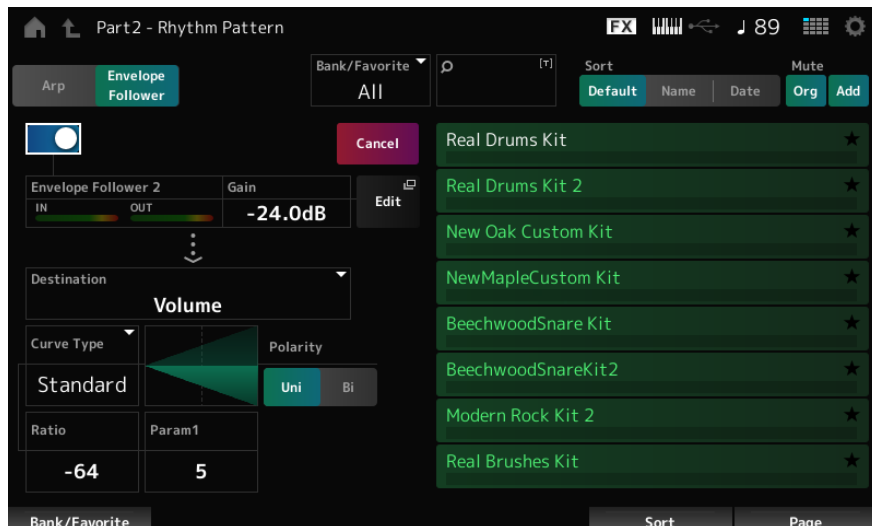 Part2 - Rhythm Pattern
FX
♩ 89
Arp
Envelope
Follower
Bank/Favorite
All
[T]
Sort
Default
Name
Date
Mute
Org
Add
Cancel
Envelope Follower 2
IN
OUT
Gain
-24.0dB
Edit
Destination
Volume
Curve Type
Standard
Polarity
Uni
Bi
Ratio
-64
Param1
5
Real Drums Kit
Real Drums Kit 2
New Oak Custom Kit
NewMapleCustom Kit
BeechwoodSnare Kit
BeechwoodSnareKit2
Modern Rock Kit 2
Real Brushes Kit
Bank/Favorite
Sort
Page